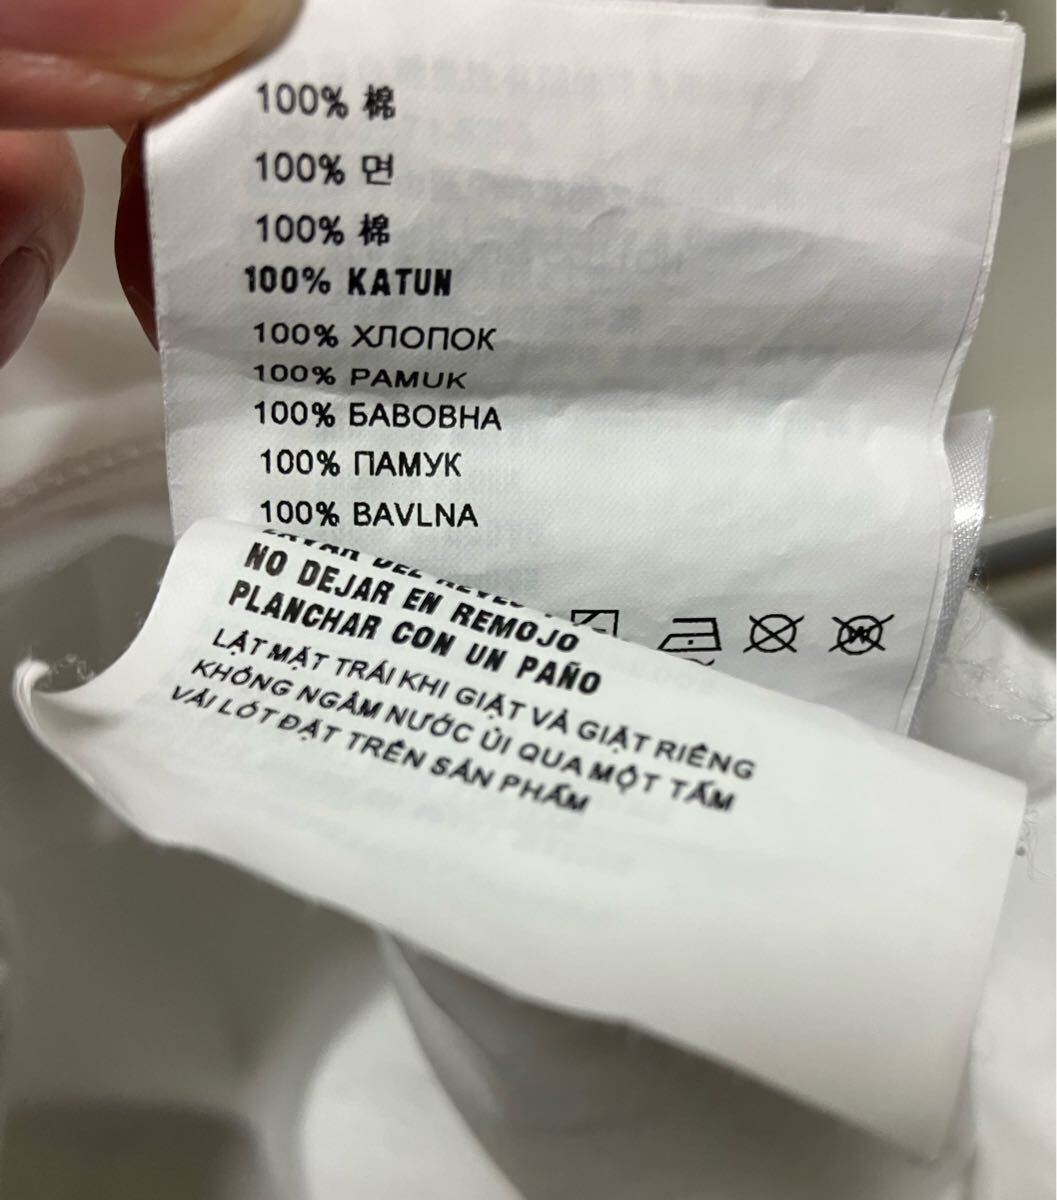 100% 棉
100% 면
100% 棉
100% KATUN
100% ХЛОПОК
100% PAMUK
100% БАВОВНА
100% ПАМУК
100% BAVLNA
NO DEJAR EN REMOJO
PLANCHAR CON UN PAÑO
LẬT MẶT TRÁI KHI GIẶT VÀ GIẶT RIÊNG
KHÔNG NGÂM NƯỚC ỦI QUA MỘT TẤM
VẢI LÓT ĐẶT TRÊN SẢN PHẨM